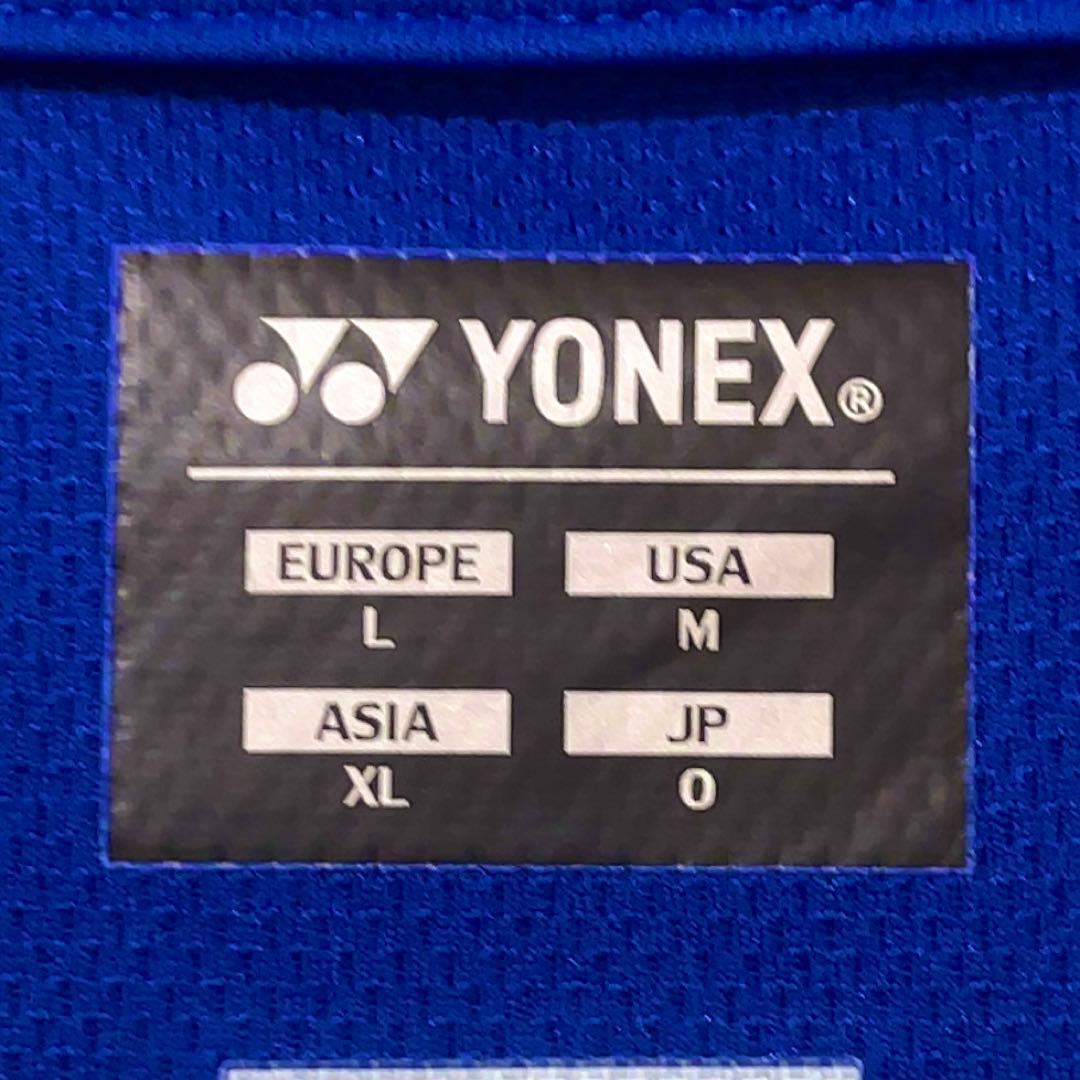 YONEX®
EUROPE USA
L M
ASIA JP
XL O